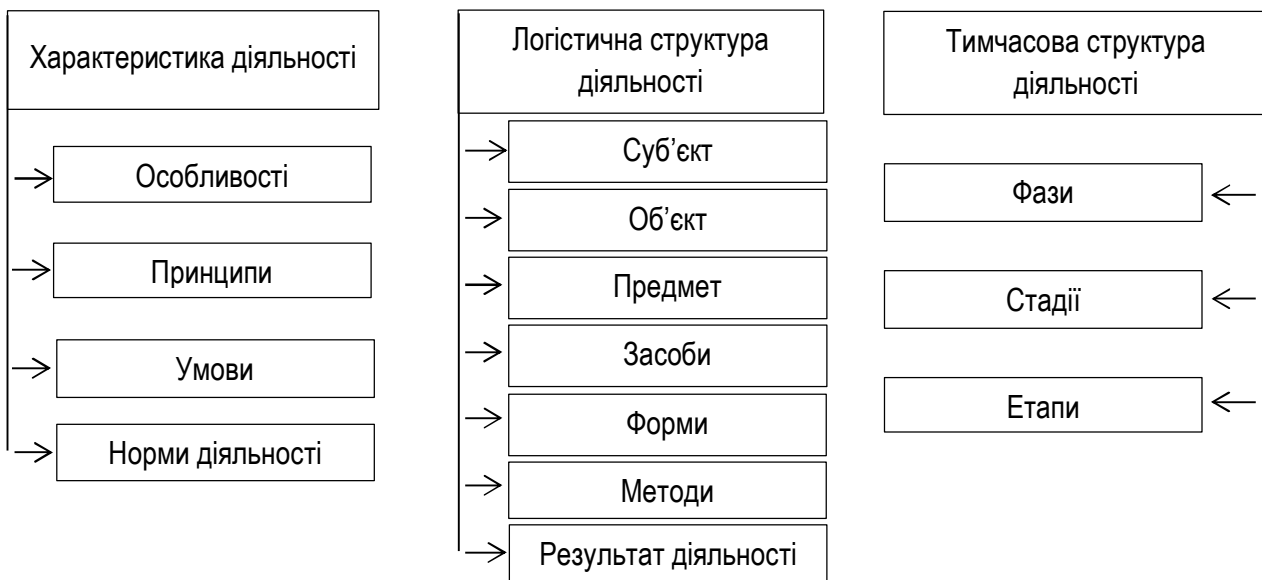 Характеристика діяльності
Особливості
Принципи
Умови
Норми діяльності
Логістична структура
діяльності
Суб’єкт
Об’єкт
Предмет
Засоби
Форми
Методи
Результат діяльності
Тимчасова структура
діяльності
Фази
Стадії
Етапи